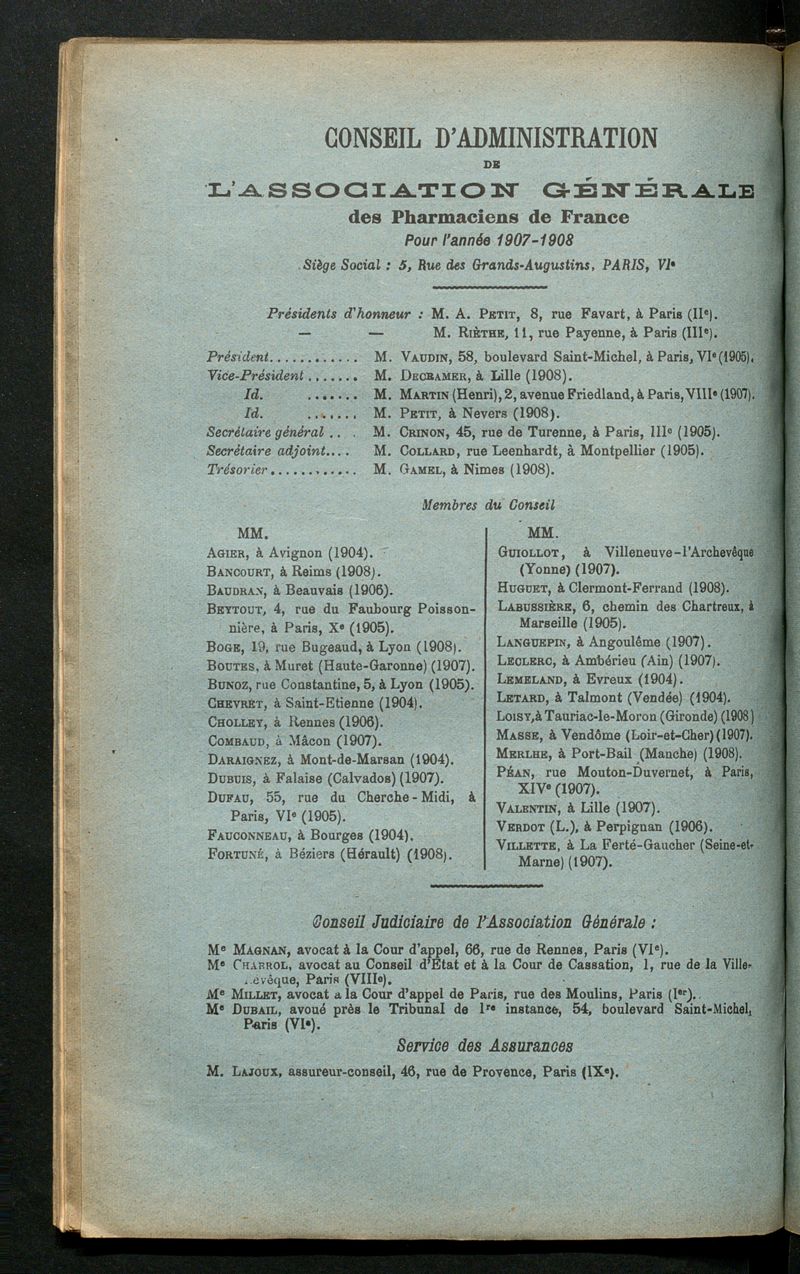 CONSEIL D'ADMINISTRATION
DE
L'ASSOCIATION GÉNÉRALE
des Pharmaciens de France
Pour l'année 1907-1908
Siège Social : 5, Rue des Grands-Augustins, PARIS, VIe
Présidents d'honneur : M. A. PETIT, 8, rue Favart, à Paris (IIe).
— — M. RIÈTHE, 11, rue Payenne, à Paris (IIIe).
Président............ M. VAUDIN, 58, boulevard Saint-Michel, à Paris, VIe (1905).
Vice-Président....... M. DECRAMER, à Lille (1908).
Id. ....... M. MARTIN (Henri), 2, avenue Friedland, à Paris, VIIIe (1907).
Id. ....... M. PETIT, à Nevers (1908).
Secrétaire général ... M. CRINON, 45, rue de Turenne, à Paris, IIIe (1905).
Secrétaire adjoint.... M. COLLARD, rue Leenhardt, à Montpellier (1905).
Trésorier............ M. GAMEL, à Nimes (1908).
Membres du Conseil
MM.
AGIER, à Avignon (1904).
BANCOURT, à Reims (1908).
BAUDRAN, à Beauvais (1906).
BEYTOUT, 4, rue du Faubourg Poisson-
nière, à Paris, Xe (1905).
BOGE, 19, rue Bugeaud, à Lyon (1908).
BOUTES, à Muret (Haute-Garonne) (1907).
BUNOZ, rue Constantine, 5, à Lyon (1905).
CHEVRET, à Saint-Etienne (1904).
CHOLLEY, à Rennes (1906).
COMBAUD, à Mâcon (1907).
DARAIGNEZ, à Mont-de-Marsan (1904).
DUBUIS, à Falaise (Calvados) (1907).
DUFAU, 55, rue du Cherche-Midi, à
Paris, VIe (1905).
FAUCONNEAU, à Bourges (1904).
FORTUNÉ, à Béziers (Hérault) (1908).
MM.
GUIOLLOT, à Villeneuve-l'Archevêque
(Yonne) (1907).
HUGUET, à Clermont-Ferrand (1908).
LABUSSIÈRE, 6, chemin des Chartreux, à
Marseille (1905).
LANGUEPIN, à Angoulême (1907).
LECLERC, à Ambérieu (Ain) (1907).
LEMELAND, à Evreux (1904).
LETARD, à Talmont (Vendée) (1904).
LOISY, à Tauriac-le-Moron (Gironde) (1908)
MASSE, à Vendôme (Loir-et-Cher) (1907).
MERLHE, à Port-Bail (Manche) (1908).
PÉAN, rue Mouton-Duvernet, à Paris,
XIVe (1907).
VALENTIN, à Lille (1907).
VERDOT (L.), à Perpignan (1906).
VILLETTE, à La Ferté-Gaucher (Seine-et-
Marne) (1907).
Conseil Judiciaire de l'Association Générale :
Me MAGNAN, avocat à la Cour d'appel, 66, rue de Rennes, Paris (VIe).
Me CHABROL, avocat au Conseil d'État et à la Cour de Cassation, 1, rue de la Ville-
Levêque, Paris (VIIIe).
Me MILLET, avocat a la Cour d'appel de Paris, rue des Moulins, Paris (Ier).
Me DUBAIL, avoué près le Tribunal de 1re instance, 54, boulevard Saint-Michel,
Paris (VIe).
Service des Assurances
M. LAJOUX, assureur-conseil, 46, rue de Provence, Paris (IXe).